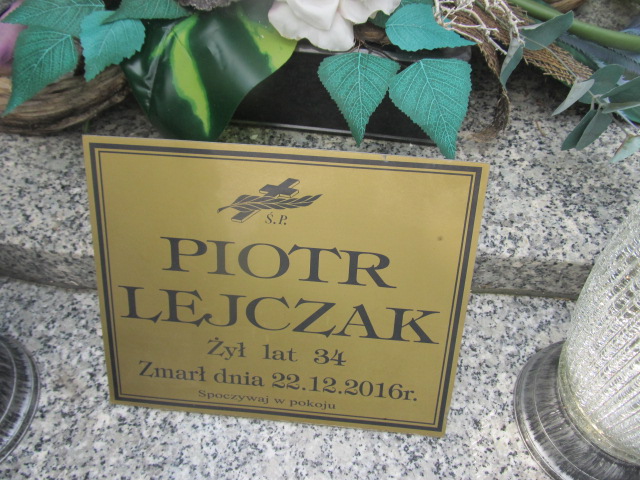 Ś.P.
PIOTR
LEJCZAK
Żył lat 34
Zmarł dnia 22.12.2016r.
Spoczywaj w pokoju